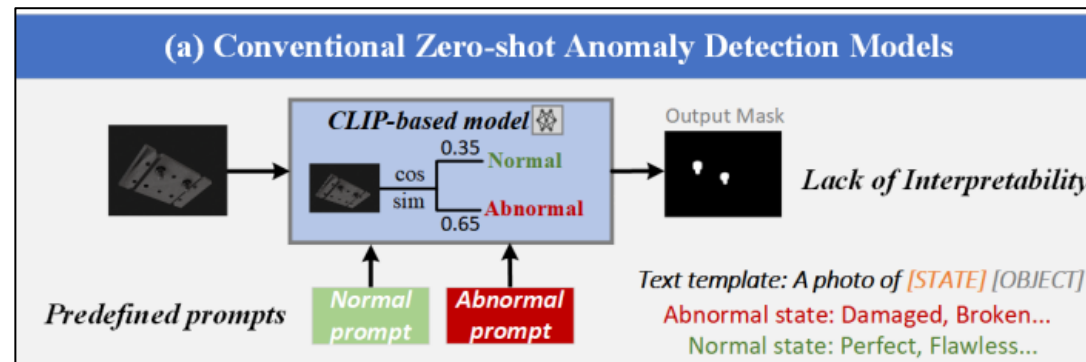 (a) Conventional Zero-shot Anomaly Detection Models
CLIP-based model
Output Mask
0.35
Normal
cos
sim
Abnormal
0.65
Lack of Interpretability
Predefined prompts
Normal
prompt
Abnormal
prompt
Text template: A photo of [STATE] [OBJECT]
Abnormal state: Damaged, Broken...
Normal state: Perfect, Flawless...